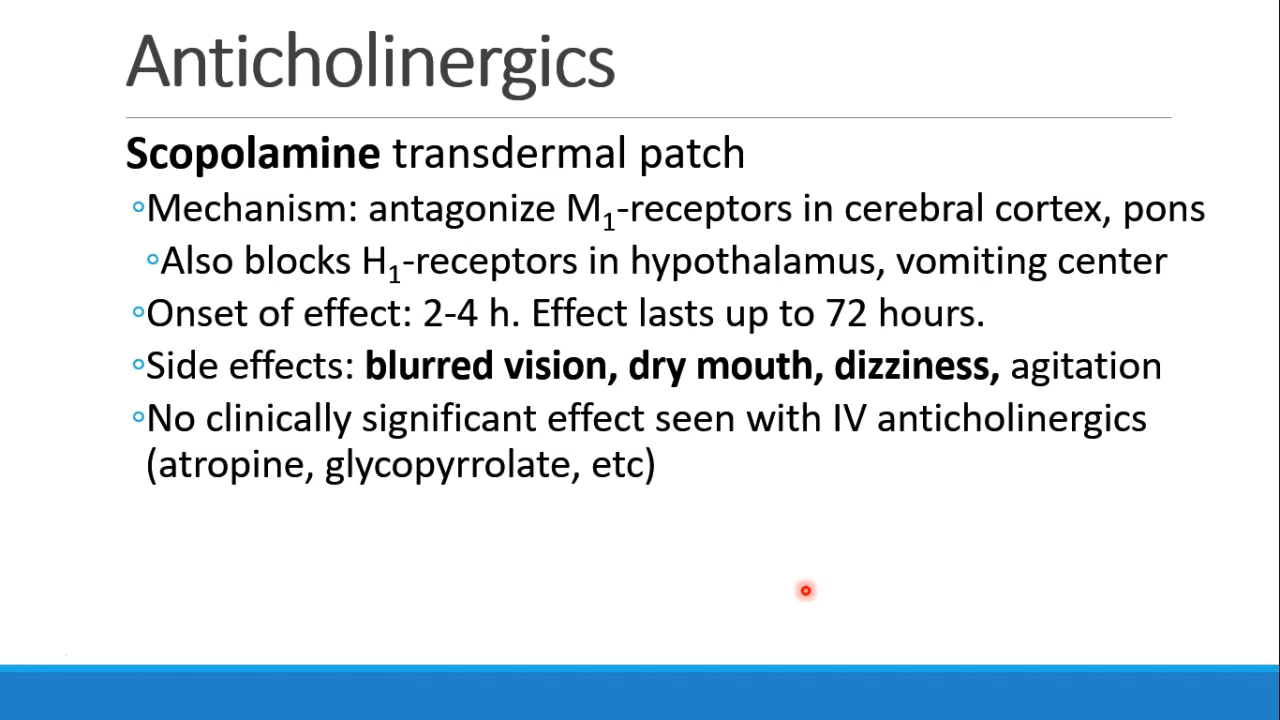 Anticholinergics
Scopolamine transdermal patch
◦Mechanism: antagonize M₁-receptors in cerebral cortex, pons
◦Also blocks H₁-receptors in hypothalamus, vomiting center
◦Onset of effect: 2-4 h. Effect lasts up to 72 hours.
◦Side effects: blurred vision, dry mouth, dizziness, agitation
◦No clinically significant effect seen with IV anticholinergics
(atropine, glycopyrrolate, etc)